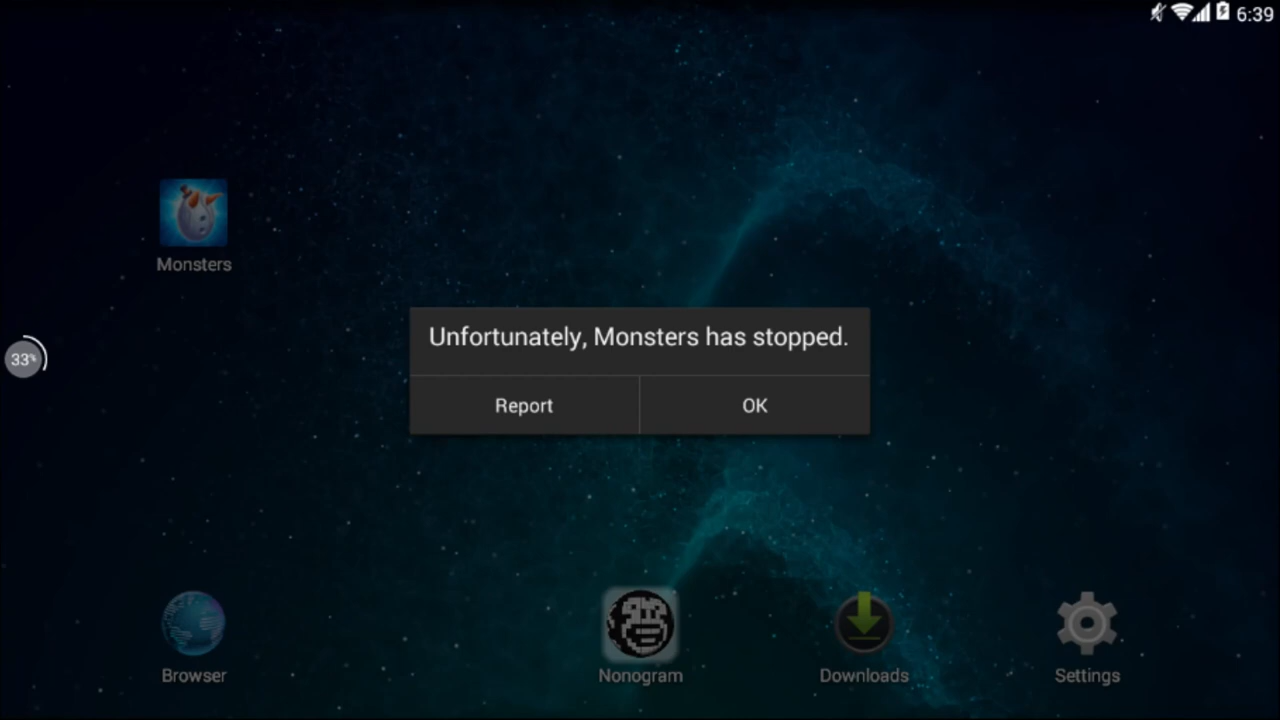 6:39
Monsters
Unfortunately, Monsters has stopped.
33%
Report OK
Browser Nonogram Downloads Settings